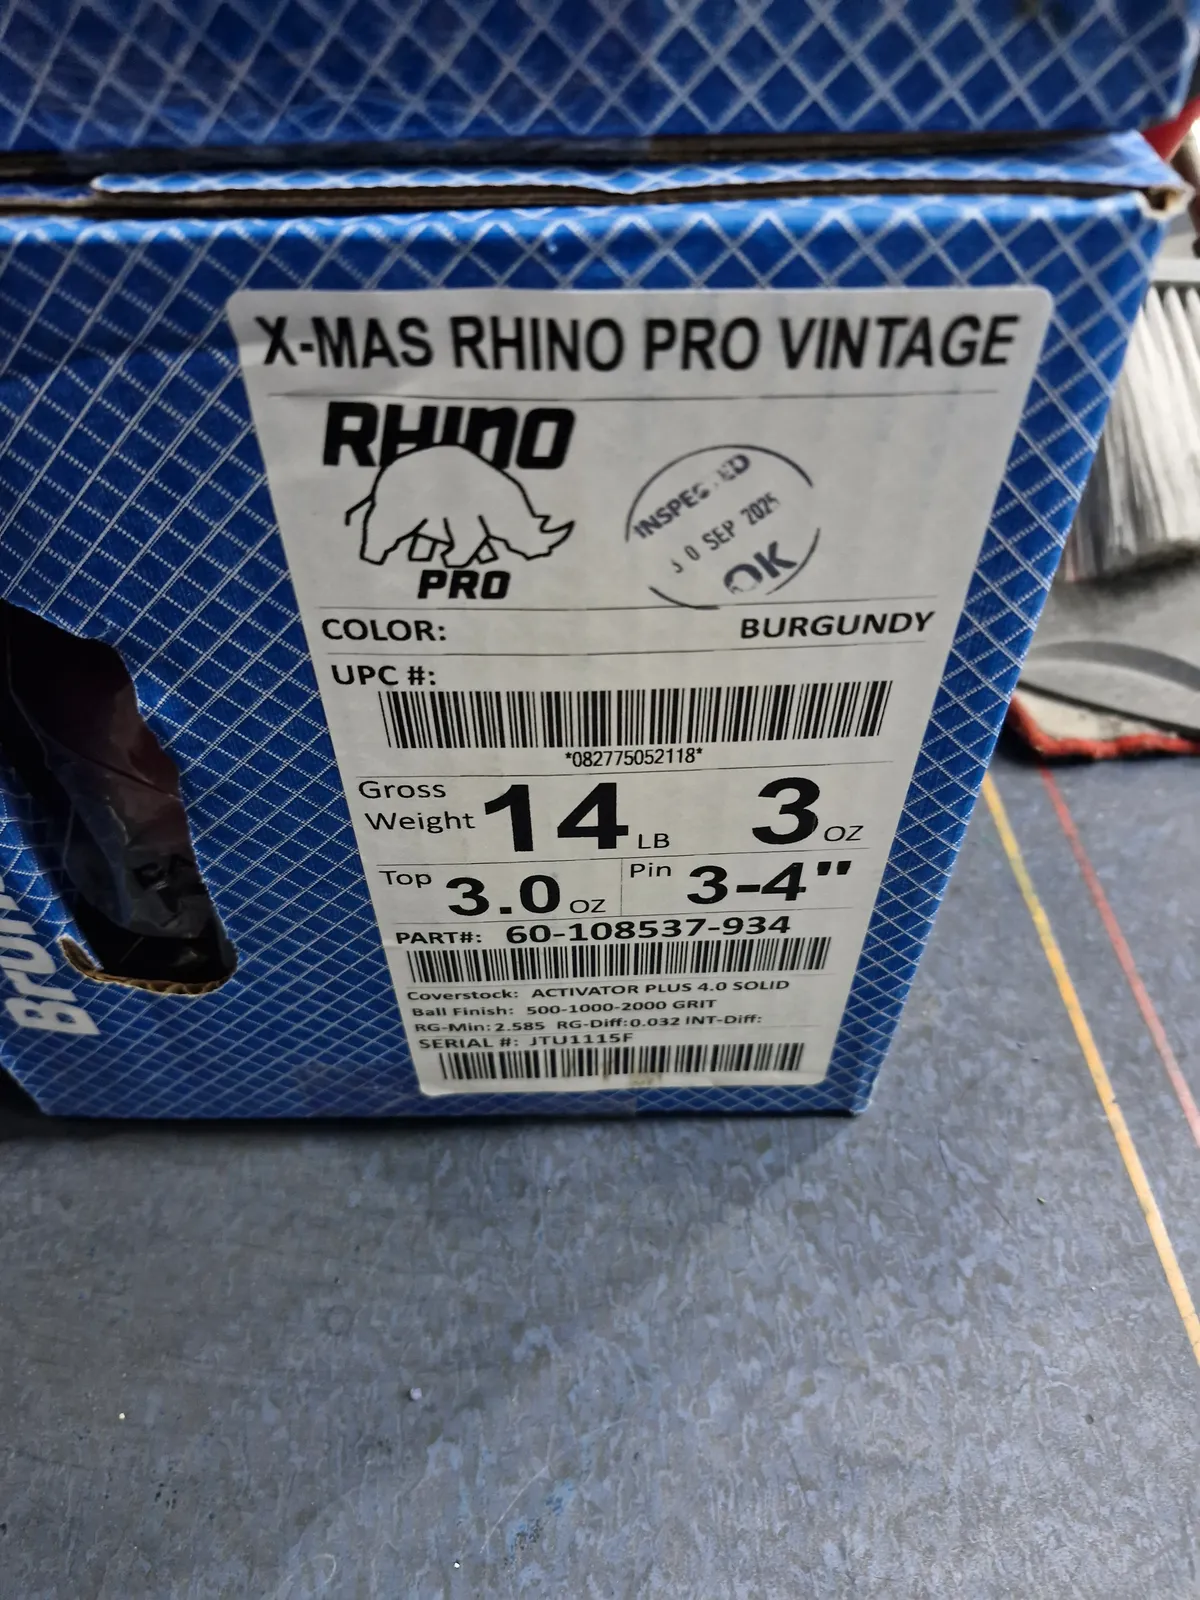 X-MAS RHINO PRO VINTAGE
RHINO
PRO
INSPECTED
SEP 2025
OK
COLOR: BURGUNDY
UPC #:
*082775052118*
Gross Weight 14 LB 3 OZ
Top 3.0 OZ Pin 3-4"
PART#: 60-108537-934
Coverstock: ACTIVATOR PLUS 4.0 SOLID
Ball Finish: 500-1000-2000 GRIT
RG-Min: 2.585 RG-Diff: 0.032 INT-Diff:
SERIAL #: JTU1115F